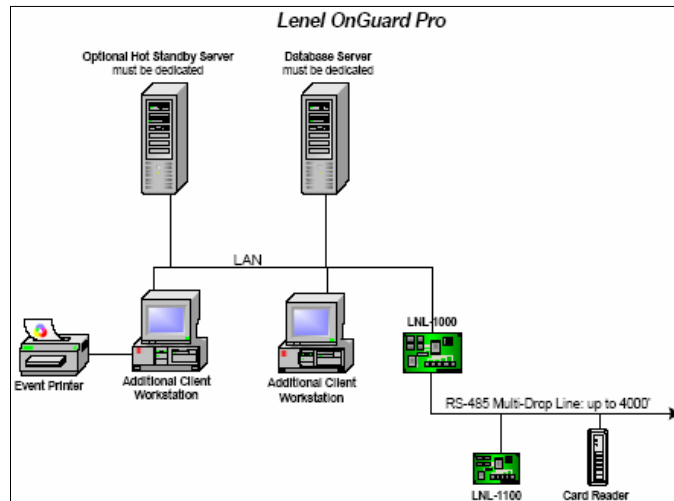 Lenel OnGuard Pro
Optional Hot Standby Server
must be dedicated
Database Server
must be dedicated
LAN
LNL-1000
Event Printer
Additional Client
Workstation
Additional Client
Workstation
RS-485 Multi-Drop Line: up to 4000'
LNL-1100
Card Reader